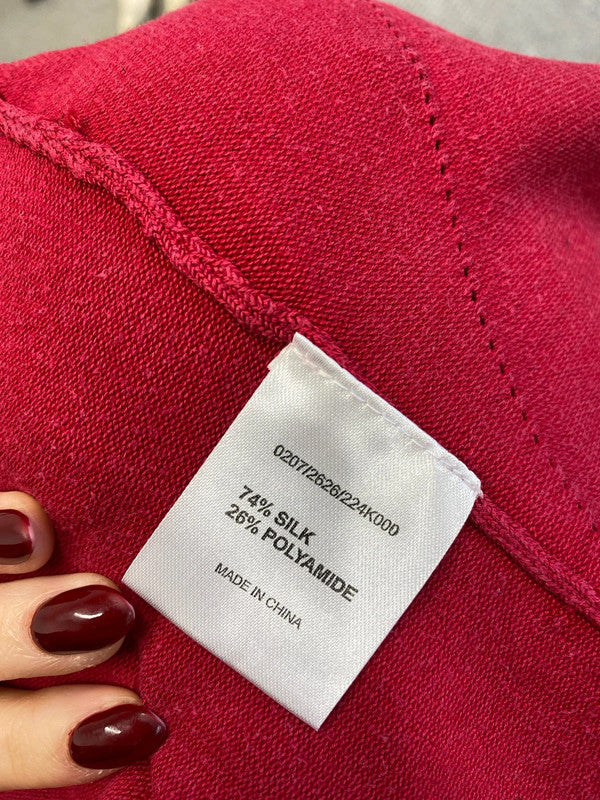 0207/2626/224K000
74% SILK
26% POLYAMIDE
MADE IN CHINA